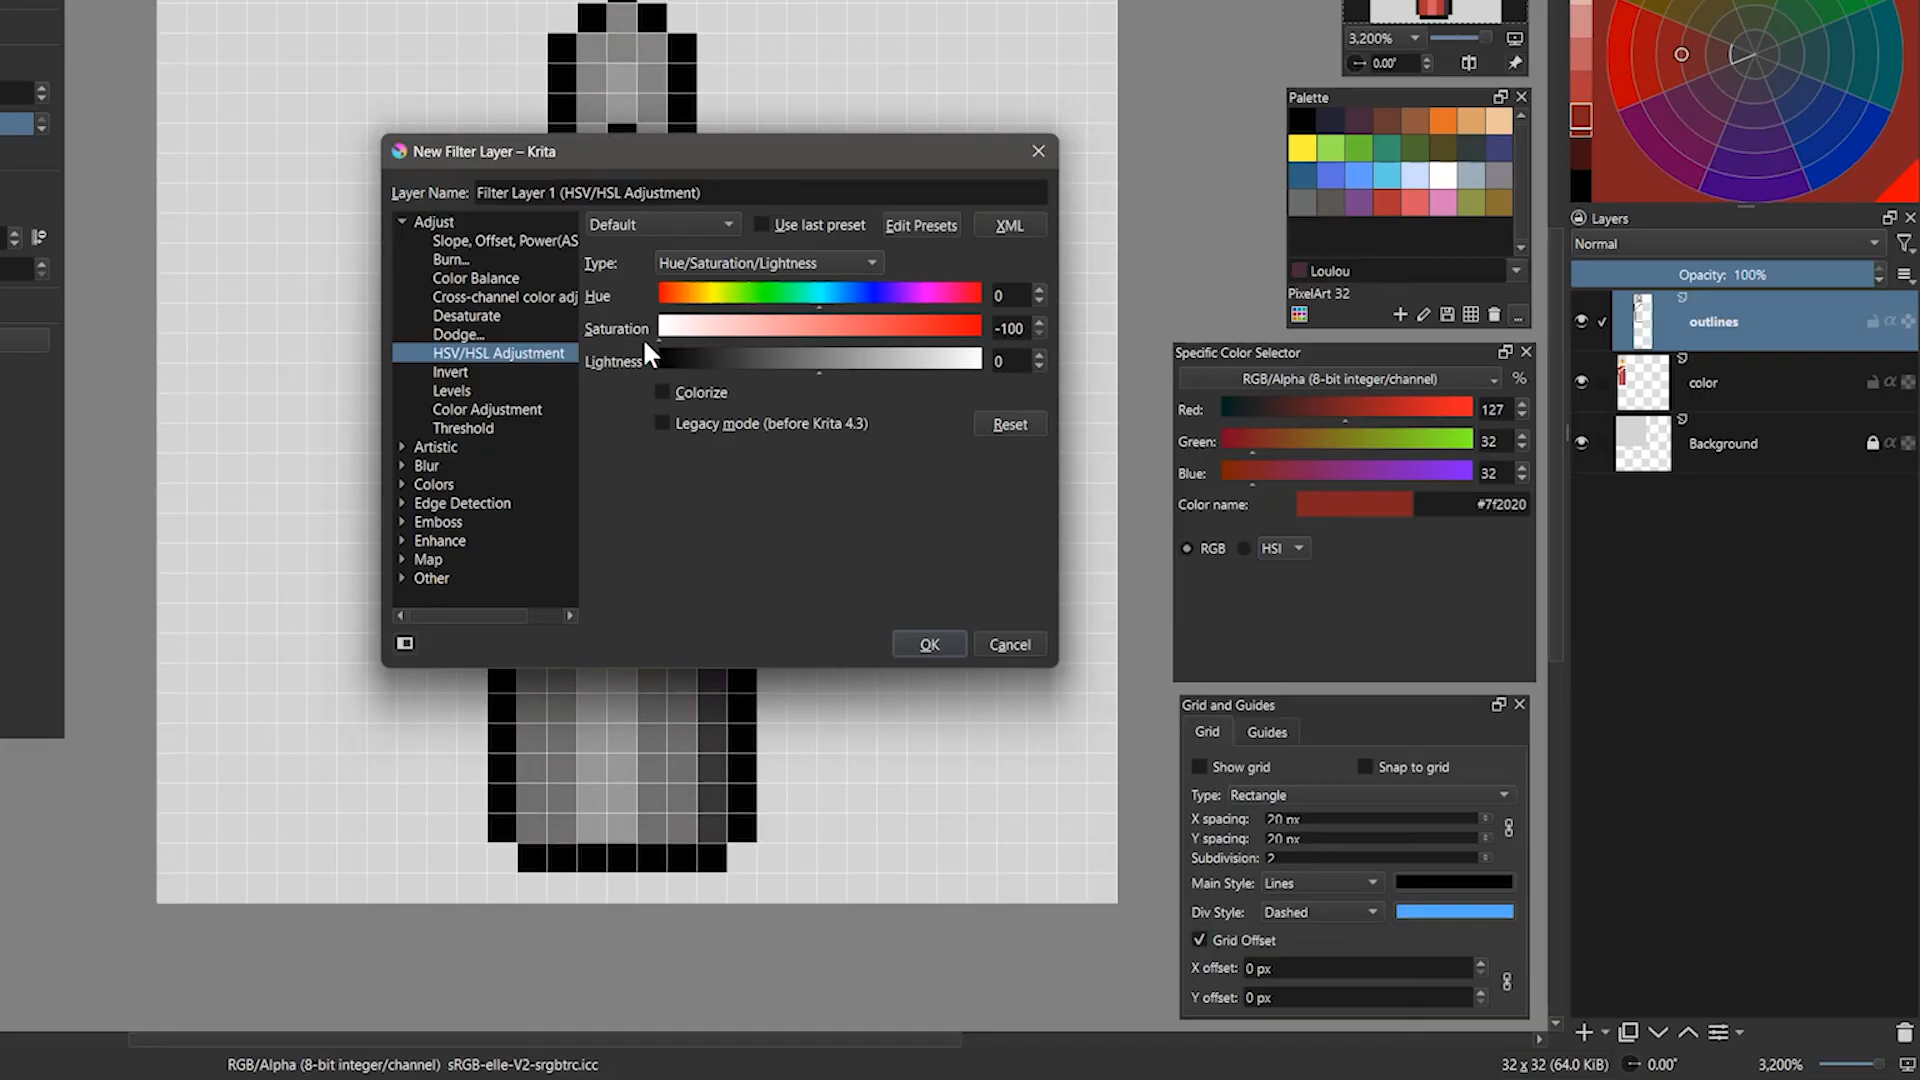 New Filter Layer – Krita
Layer Name: Filter Layer 1 (HSV/HSL Adjustment)
Adjust
Slope, Offset, Power(AS
Burn...
Color Balance
Cross-channel color adj
Desaturate
Dodge...
HSV/HSL Adjustment
Invert
Levels
Color Adjustment
Threshold
Artistic
Blur
Colors
Edge Detection
Emboss
Enhance
Map
Other
Default
Use last preset
Edit Presets
XML
Type: Hue/Saturation/Lightness
Hue 0
Saturation -100
Lightness 0
Colorize
Legacy mode (before Krita 4.3)
Reset
OK
Cancel
3,200%
0.00°
Palette
Loulou
PixelArt 32
...
Specific Color Selector
RGB/Alpha (8-bit integer/channel) %
Red: 127
Green: 32
Blue: 32
Color name: #7f2020
RGB HSI
Grid and Guides
Grid Guides
Show grid Snap to grid
Type: Rectangle
X spacing: 20 px
Y spacing: 20 px
Subdivision: 2
Main Style: Lines
Div Style: Dashed
Grid Offset
X offset: 0 px
Y offset: 0 px
Layers
Normal
Opacity: 100%
outlines
color
Background
RGB/Alpha (8-bit integer/channel) sRGB-elle-V2-srgbtrc.icc
32 x 32 (64.0 KiB) 0.00° 3,200%